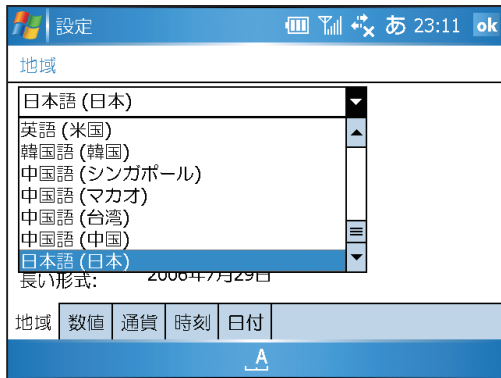 設定 あ 23:11 ok
地域
日本語 (日本)
英語 (米国)
韓国語 (韓国)
中国語 (シンガポール)
中国語 (マカオ)
中国語 (台湾)
中国語 (中国)
日本語 (日本)
長い形式: 2006年7月29日
地域 数値 通貨 時刻 日付
A